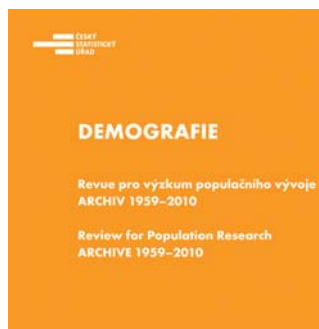 ČESKÝ
STATISTICKÝ
ÚŘAD
DEMOGRAFIE
Revue pro výzkum populačního vývoje
ARCHIV 1959–2010
Review for Population Research
ARCHIVE 1959–2010